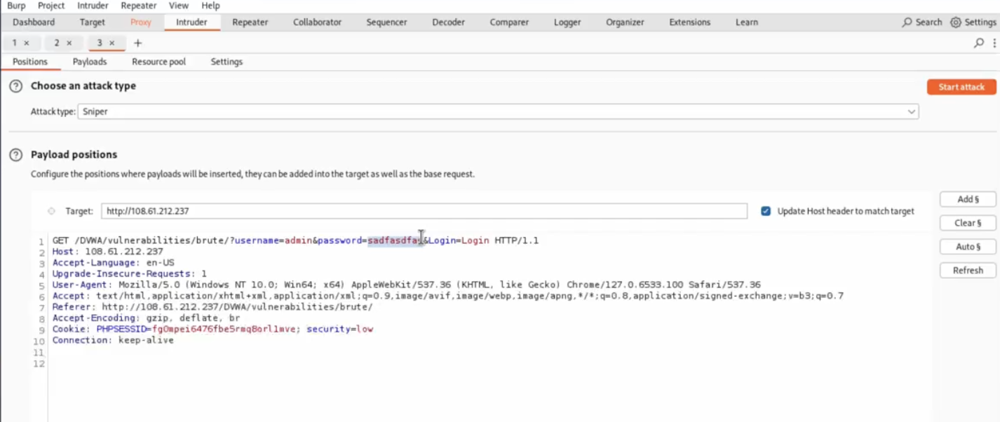 Burp Project Intruder Repeater View Help
Dashboard Target Proxy Intruder Repeater Collaborator Sequencer Decoder Comparer Logger Organizer Extensions Learn Search Settings
1 × 2 × 3 × +
Positions Payloads Resource pool Settings
? Choose an attack type
Start attack
Attack type: Sniper
? Payload positions
Configure the positions where payloads will be inserted, they can be added into the target as well as the base request.
Add §
Target: http://108.61.212.237 Update Host header to match target
Clear §
Auto §
Refresh
1 GET /DVWA/vulnerabilities/brute/?username=admin&password=sadfasdfas&Login=Login HTTP/1.1
2 Host: 108.61.212.237
3 Accept-Language: en-US
4 Upgrade-Insecure-Requests: 1
5 User-Agent: Mozilla/5.0 (Windows NT 10.0; Win64; x64) AppleWebKit/537.36 (KHTML, like Gecko) Chrome/127.0.6533.100 Safari/537.36
6 Accept: text/html,application/xhtml+xml,application/xml;q=0.9,image/avif,image/webp,image/apng,*/*;q=0.8,application/signed-exchange;v=b3;q=0.7
7 Referer: http://108.61.212.237/DVWA/vulnerabilities/brute/
8 Accept-Encoding: gzip, deflate, br
9 Cookie: PHPSESSID=fg0mpei6476fbe5rmq8orl1mve; security=low
10 Connection: keep-alive
11
12